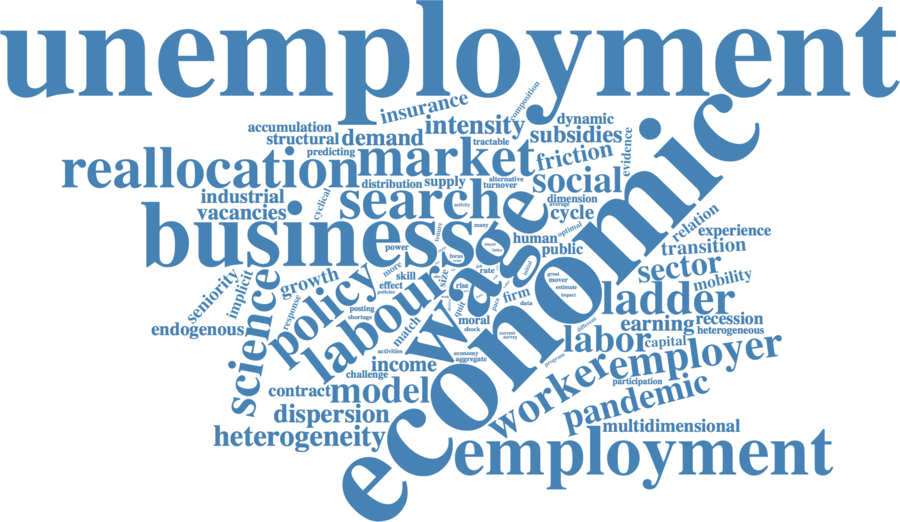 unemployment
insurance
composition
accumulation
structural
demand
intensity
dynamic
subsidies
evidence
predicting
tractable
reallocation
market
friction
distribution
supply
alternative
turnover
social
industrial
vacancies
cyclical
search
activity
dimension
average
cycle
business
wage
economic
tenure
many
human
optimal
public
relation
experience
transition
power
focus
seniority
implicit
growth
policy
more
skill
effect
policies
size
rate
rise
initial
great
mover
estimate
impact
sector
mobility
science
response
endogenous
labour
posting
shortage
match
quit
moral
shock
pace
firm
data
ladder
different
earning
recession
heterogeneous
current
survey
labor
capital
activities
economy
aggregate
income
challenge
program
worker
employer
participation
contract
model
pandemic
dispersion
multidimensional
heterogeneity
employment